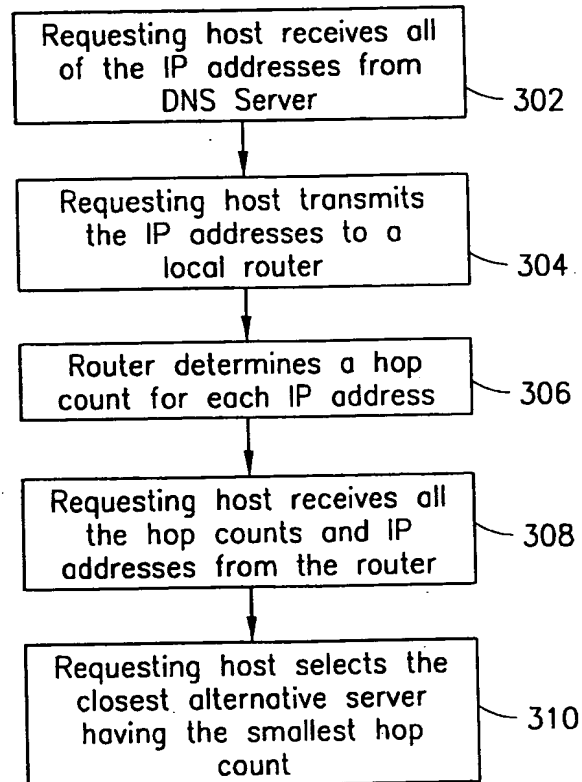 Requesting host receives all
of the IP addresses from
DNS Server
302
Requesting host transmits
the IP addresses to a
local router
304
Router determines a hop
count for each IP address
306
Requesting host receives all
the hop counts and IP
addresses from the router
308
Requesting host selects the
closest alternative server
having the smallest hop
count
310